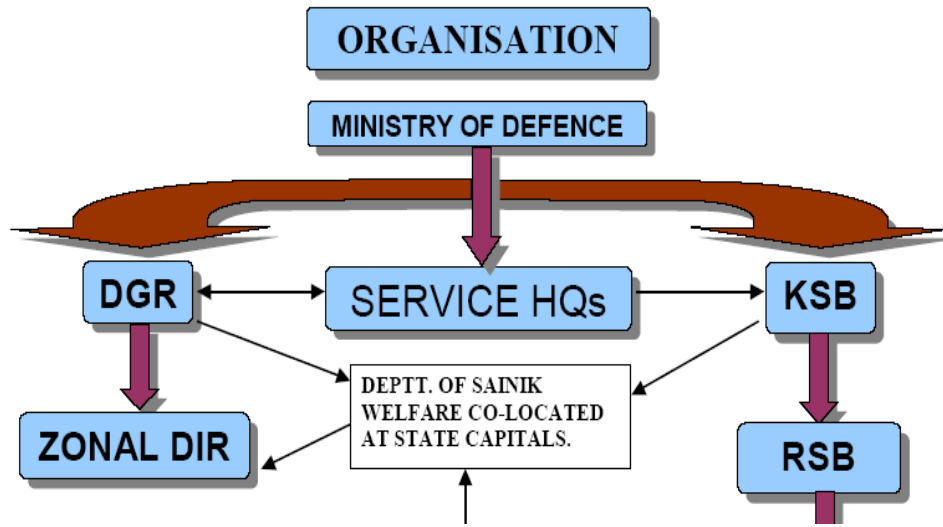 ORGANISATION
MINISTRY OF DEFENCE
DGR
SERVICE HQs
KSB
DEPTT. OF SAINIK
WELFARE CO-LOCATED
AT STATE CAPITALS.
ZONAL DIR
RSB